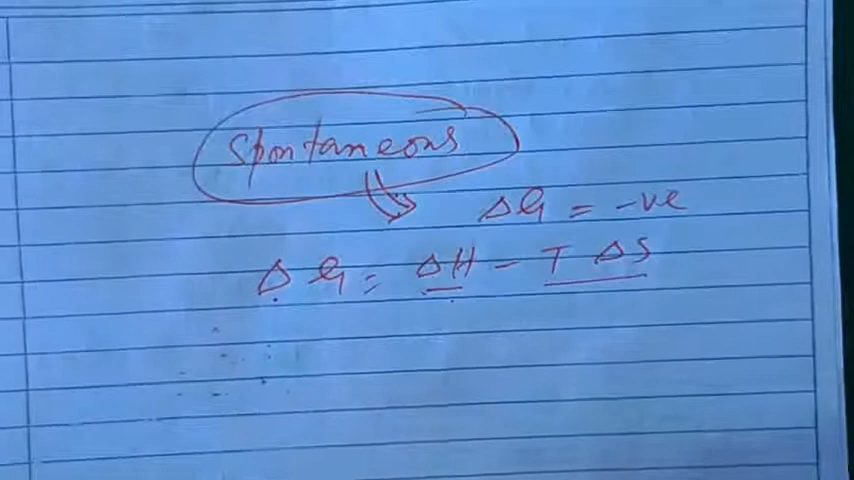 Spontaneous
ΔG = -ve
ΔG = ΔH - TΔS